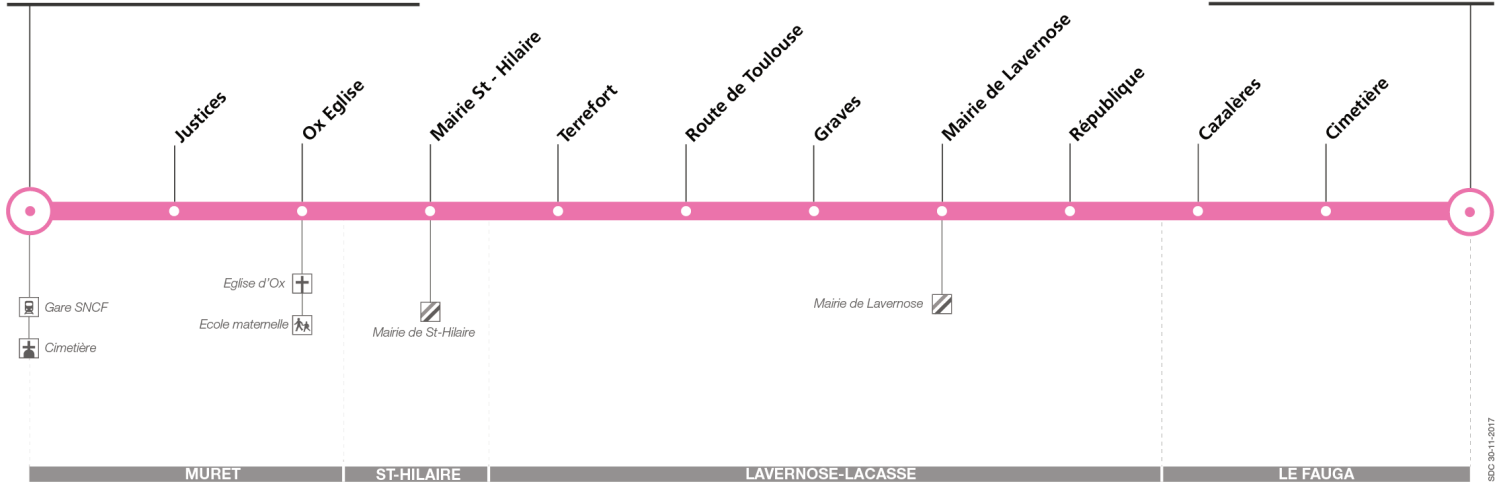 Justices
Ox Eglise
Mairie St - Hilaire
Terrefort
Route de Toulouse
Graves
Mairie de Lavernose
République
Cazalères
Cimetière
Gare SNCF
Cimetière
Eglise d'Ox
Ecole maternelle
Mairie de St-Hilaire
Mairie de Lavernose
MURET
ST-HILAIRE
LAVERNOSE-LACASSE
LE FAUGA
SDC 30-11-2017